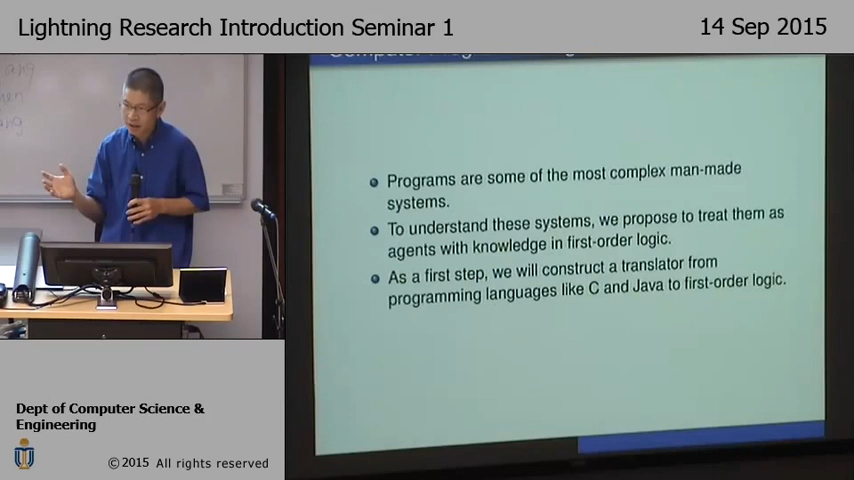 Lightning Research Introduction Seminar 1
14 Sep 2015
Programs are some of the most complex man-made
systems.
To understand these systems, we propose to treat them as
agents with knowledge in first-order logic.
As a first step, we will construct a translator from
programming languages like C and Java to first-order logic.
Dept of Computer Science &
Engineering
©2015 All rights reserved